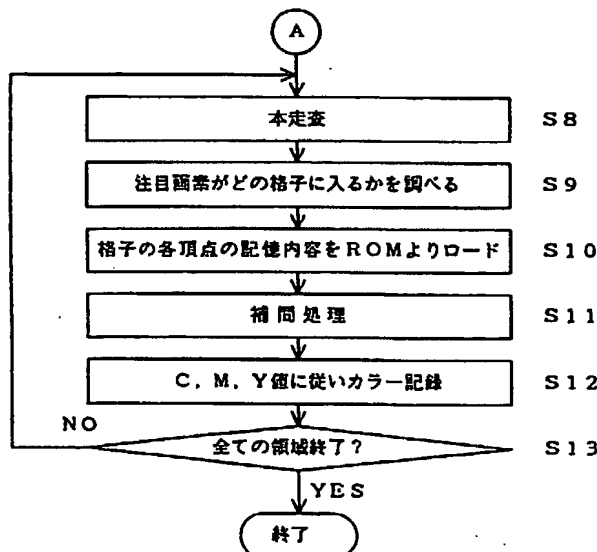 A
本走査 S8
注目画素がどの格子に入るかを調べる S9
格子の各頂点の記憶内容をROMよりロード S10
補間処理 S11
C,M,Y値に従いカラー記録 S12
NO
全ての領域終了? S13
YES
終了